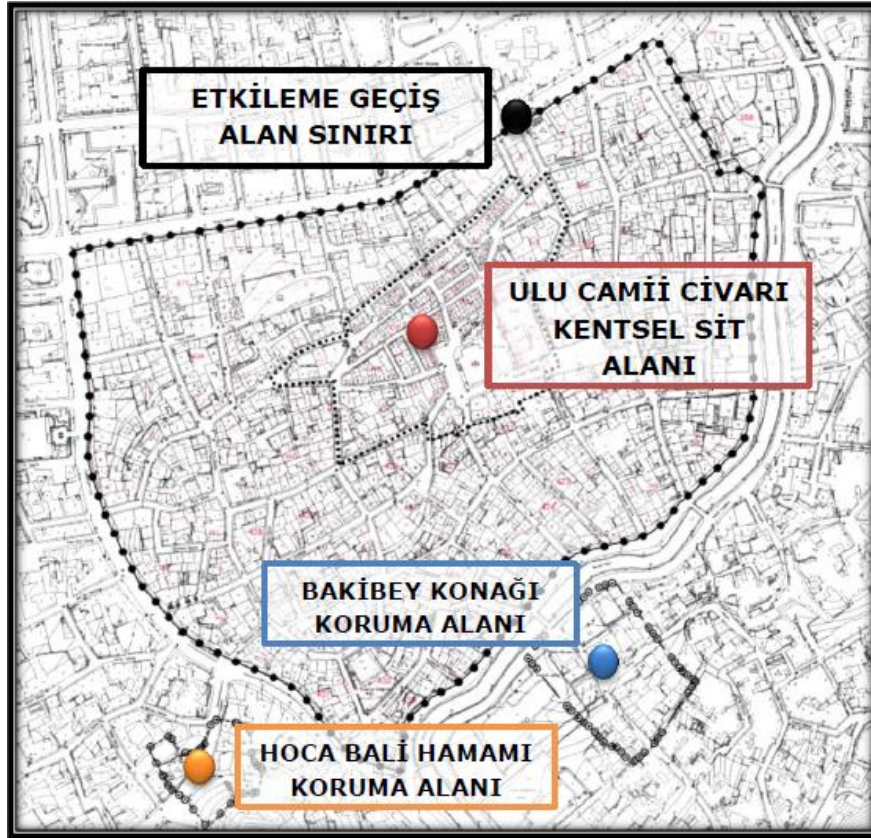 ETKİLEME GEÇİŞ
ALAN SINIRI
ULU CAMİİ CİVARI
KENTSEL SİT
ALANI
BAKİBEY KONAĞI
KORUMA ALANI
HOCA BALİ HAMAMI
KORUMA ALANI